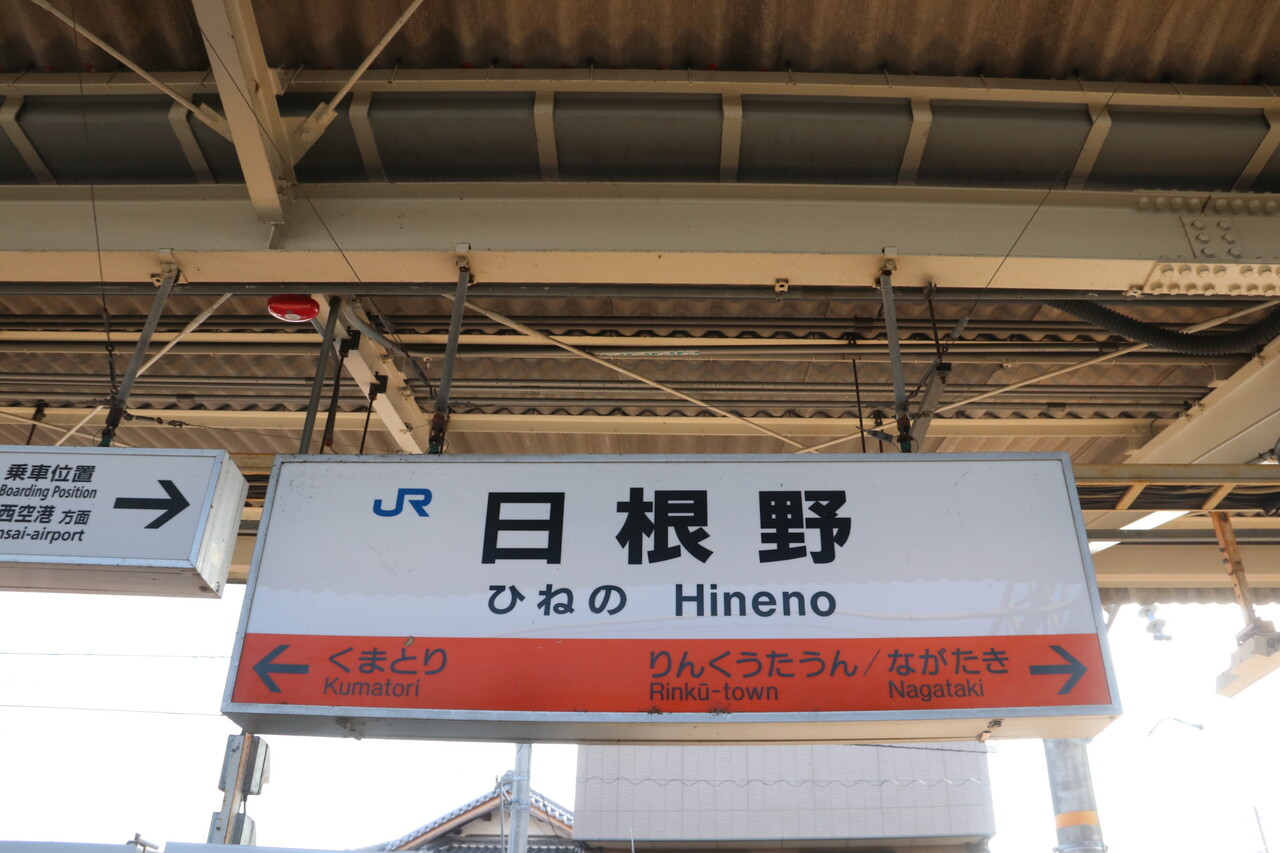 乗車位置
Boarding Position
西空港 方面
nsai-airport
JR 日根野
ひねの Hineno
くまとり
Kumatori
りんくうたうん/ながたき
Rinkū-town Nagataki